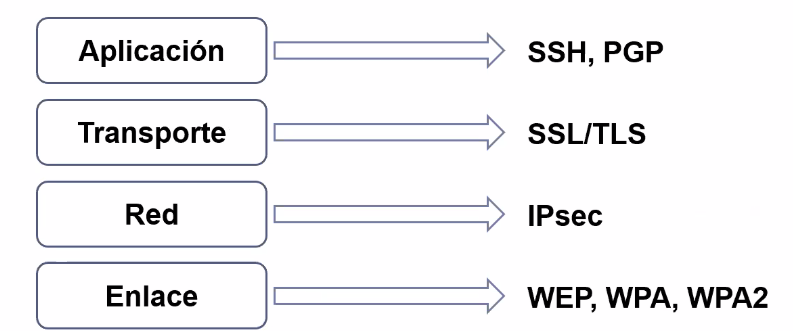 Aplicación SSH, PGP
Transporte SSL/TLS
Red IPsec
Enlace WEP, WPA, WPA2